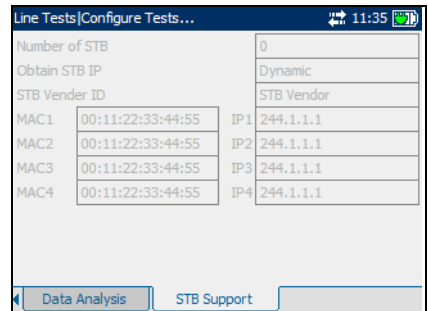 Line Tests|Configure Tests... 11:35
Number of STB 0
Obtain STB IP Dynamic
STB Vender ID STB Vendor
MAC1 00:11:22:33:44:55 IP1 244.1.1.1
MAC2 00:11:22:33:44:55 IP2 244.1.1.1
MAC3 00:11:22:33:44:55 IP3 244.1.1.1
MAC4 00:11:22:33:44:55 IP4 244.1.1.1
Data Analysis STB Support